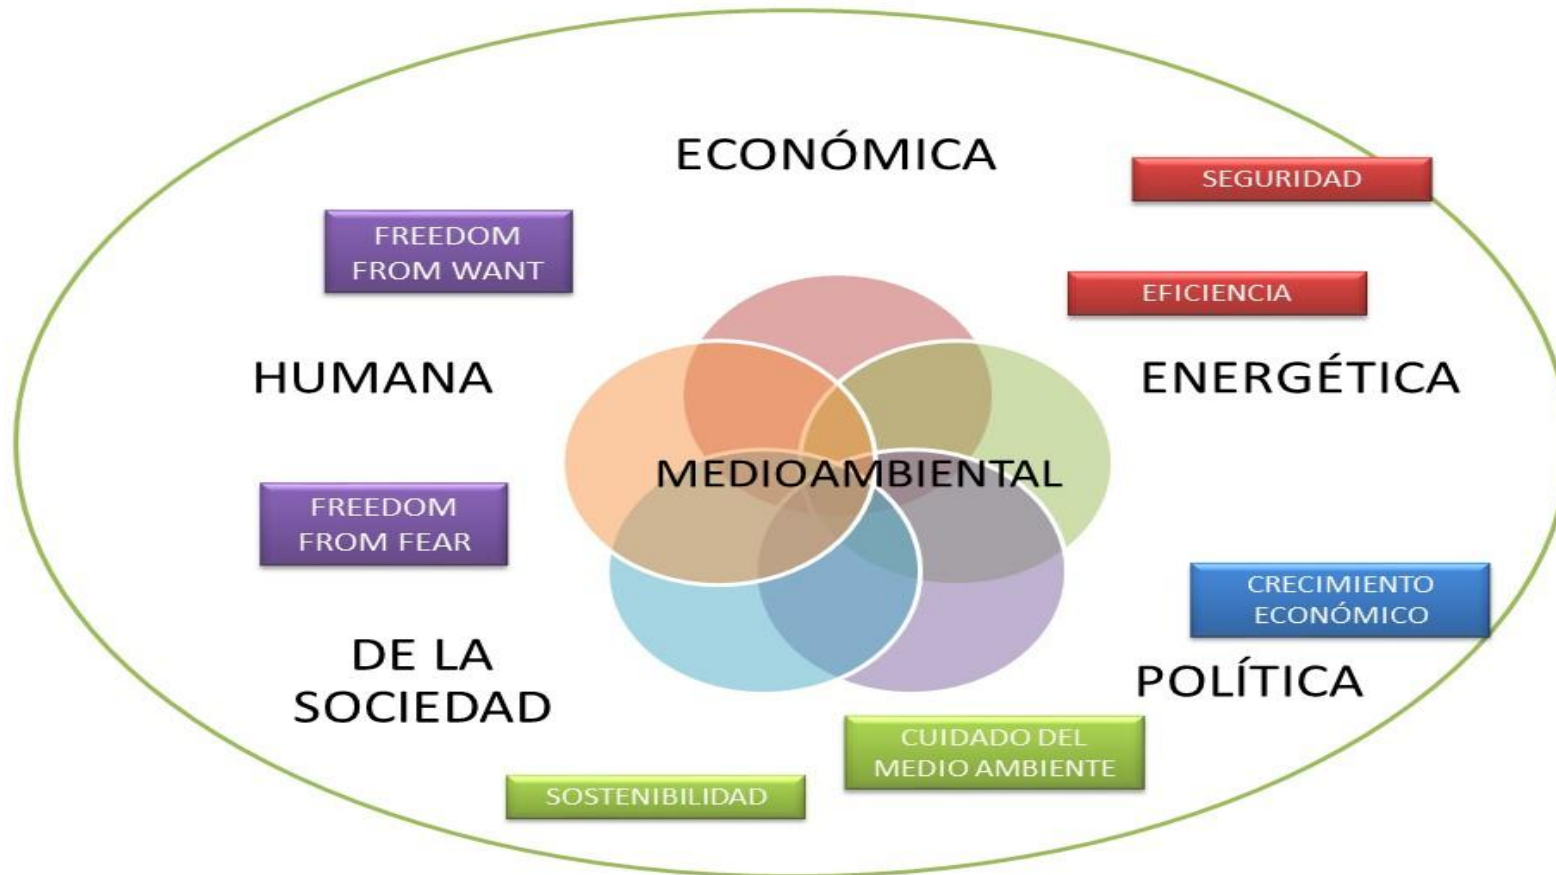 ECONÓMICA
SEGURIDAD
FREEDOM
FROM WANT
EFICIENCIA
HUMANA
ENERGÉTICA
MEDIOAMBIENTAL
FREEDOM
FROM FEAR
CRECIMIENTO
ECONÓMICO
DE LA
SOCIEDAD
POLÍTICA
CUIDADO DEL
MEDIO AMBIENTE
SOSTENIBILIDAD